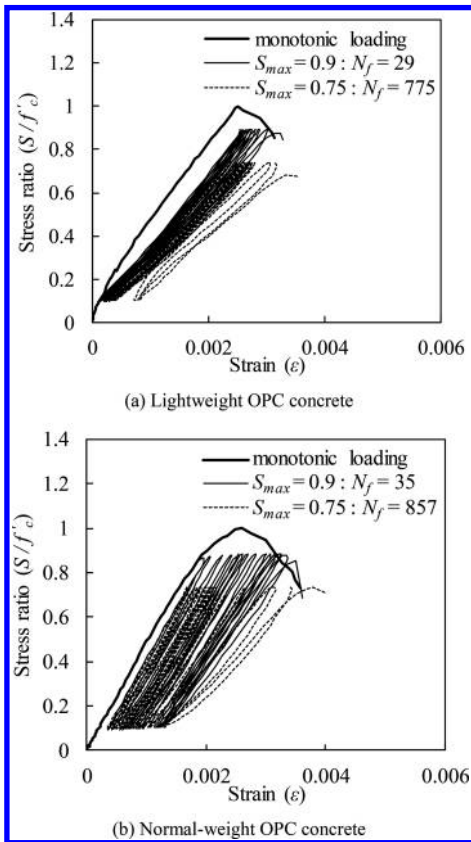 1.4
1.2
1
0.8
0.6
0.4
0.2
0
Stress ratio (S/f'c)
monotonic loading
Smax = 0.9 : Nf = 29
Smax = 0.75 : Nf = 775
0 0.002 0.004 0.006
Strain (ε)
(a) Lightweight OPC concrete
1.4
1.2
1
0.8
0.6
0.4
0.2
0
Stress ratio (S/f'c)
monotonic loading
Smax = 0.9 : Nf = 35
Smax = 0.75 : Nf = 857
0 0.002 0.004 0.006
Strain (ε)
(b) Normal-weight OPC concrete